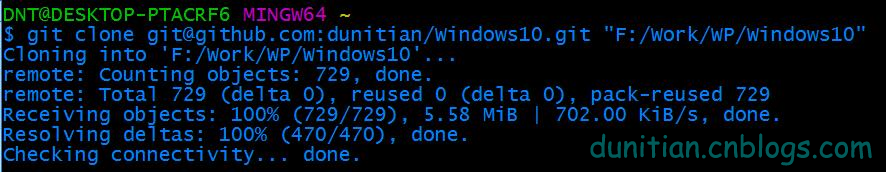 DNT@DESKTOP-PTACRF6 MINGW64 ~
$ git clone git@github.com:dunitian/Windows10.git "F:/Work/WP/Windows10"
Cloning into 'F:/Work/WP/Windows10'...
remote: Counting objects: 729, done.
remote: Total 729 (delta 0), reused 0 (delta 0), pack-reused 729
Receiving objects: 100% (729/729), 5.58 MiB | 702.00 KiB/s, done.
Resolving deltas: 100% (470/470), done.
Checking connectivity... done.
dunitian.cnblogs.com